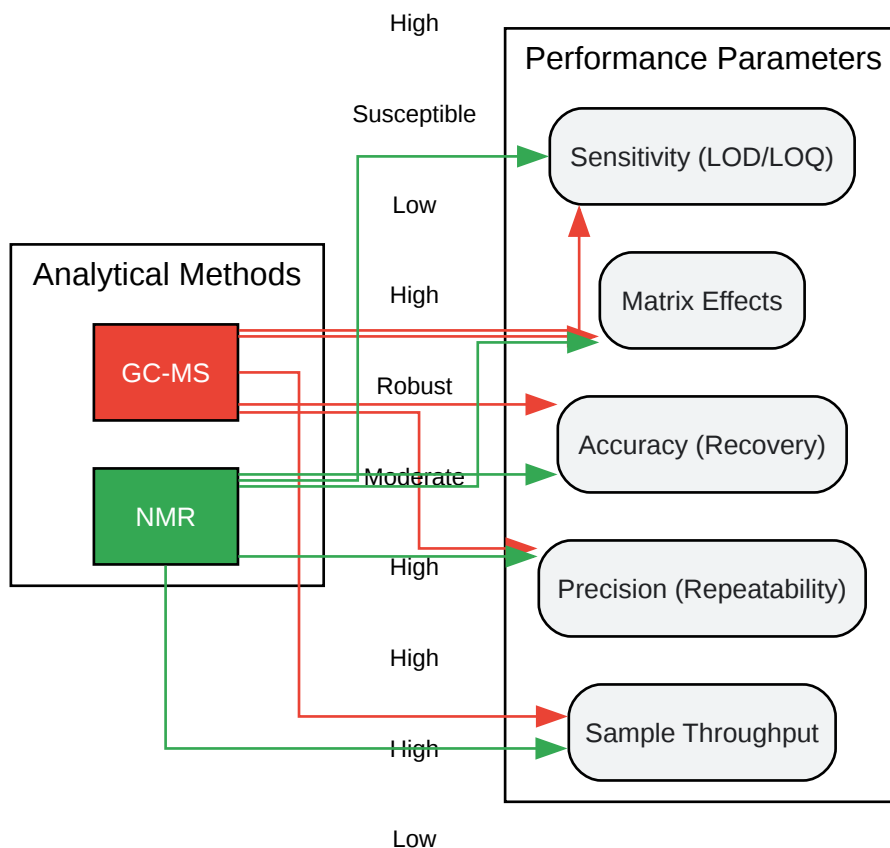 High
Performance Parameters
Susceptible
Sensitivity (LOD/LOQ)
Low
Analytical Methods
High
Matrix Effects
GC-MS
Robust
Accuracy (Recovery)
Moderate
NMR
High
Precision (Repeatability)
High
Sample Throughput
High
Low